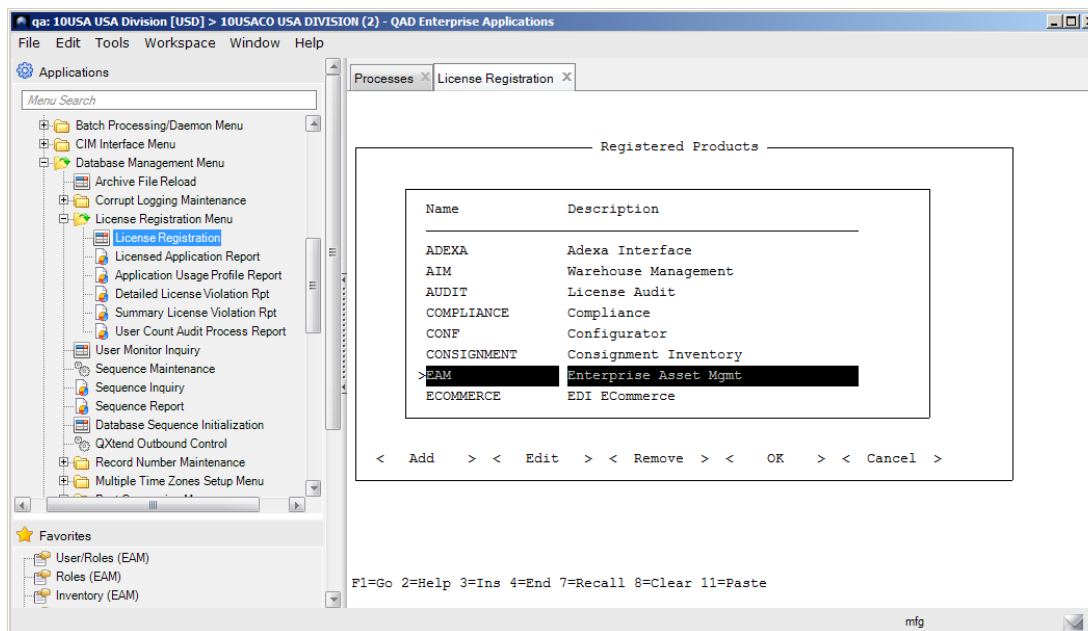 qa: 10USA USA Division [USD] > 10USACO USA DIVISION (2) - QAD Enterprise Applications
File Edit Tools Workspace Window Help
Applications
Menu Search
Batch Processing/Daemon Menu
CIM Interface Menu
Database Management Menu
Archive File Reload
Corrupt Logging Maintenance
License Registration Menu
License Registration
Licensed Application Report
Application Usage Profile Report
Detailed License Violation Rpt
Summary License Violation Rpt
User Count Audit Process Report
User Monitor Inquiry
Sequence Maintenance
Sequence Inquiry
Sequence Report
Database Sequence Initialization
QXtend Outbound Control
Record Number Maintenance
Multiple Time Zones Setup Menu
Favorites
User/Roles (EAM)
Roles (EAM)
Inventory (EAM)
Processes License Registration
Registered Products
Name Description
ADEXA Adexa Interface
AIM Warehouse Management
AUDIT License Audit
COMPLIANCE Compliance
CONF Configurator
CONSIGNMENT Consignment Inventory
>EAM Enterprise Asset Mgmt
ECOMMERCE EDI ECommerce
< Add > < Edit > < Remove > < OK > < Cancel >
F1=Go 2=Help 3=Ins 4=End 7=Recall 8=Clear 11=Paste
mfg